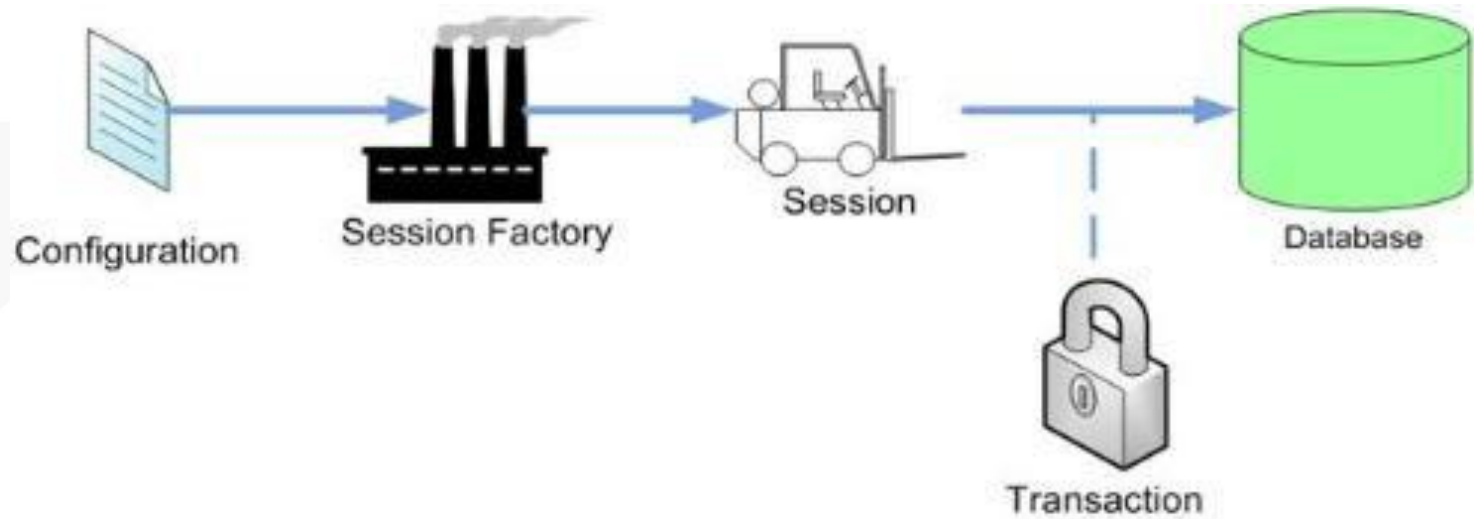 Configuration
Session Factory
Session
Database
Transaction